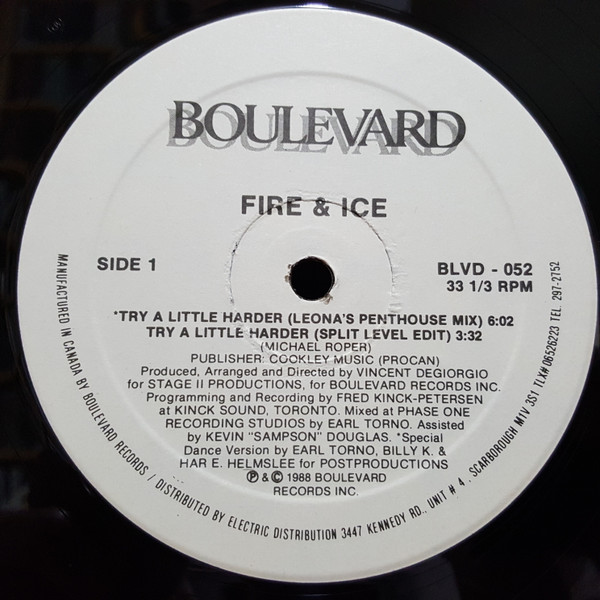 BOULEVARD
FIRE & ICE
SIDE 1
BLVD - 052
33 1/3 RPM
*TRY A LITTLE HARDER (LEONA'S PENTHOUSE MIX) 6:02
TRY A LITTLE HARDER (SPLIT LEVEL EDIT) 3:32
(MICHAEL ROPER)
PUBLISHER: COOKLEY MUSIC (PROCAN)
Produced, Arranged and Directed by VINCENT DEGIORGIO
for STAGE II PRODUCTIONS, for BOULEVARD RECORDS INC.
Programming and Recording by FRED KINCK-PETERSEN
at KINCK SOUND, TORONTO. Mixed at PHASE ONE
RECORDING STUDIOS by EARL TORNO. Assisted
by KEVIN "SAMPSON" DOUGLAS. *Special
Dance Version by EARL TORNO, BILLY K. &
HAR E. HELMSLEE for POSTPRODUCTIONS
℗ & © 1988 BOULEVARD
RECORDS INC.
MANUFACTURED IN CANADA BY BOULEVARD RECORDS / DISTRIBUTED BY ELECTRIC DISTRIBUTION 3447 KENNEDY RD., UNIT # 4, SCARBOROUGH M1V 3S1 TLX# 06526223 TEL. 297-2752